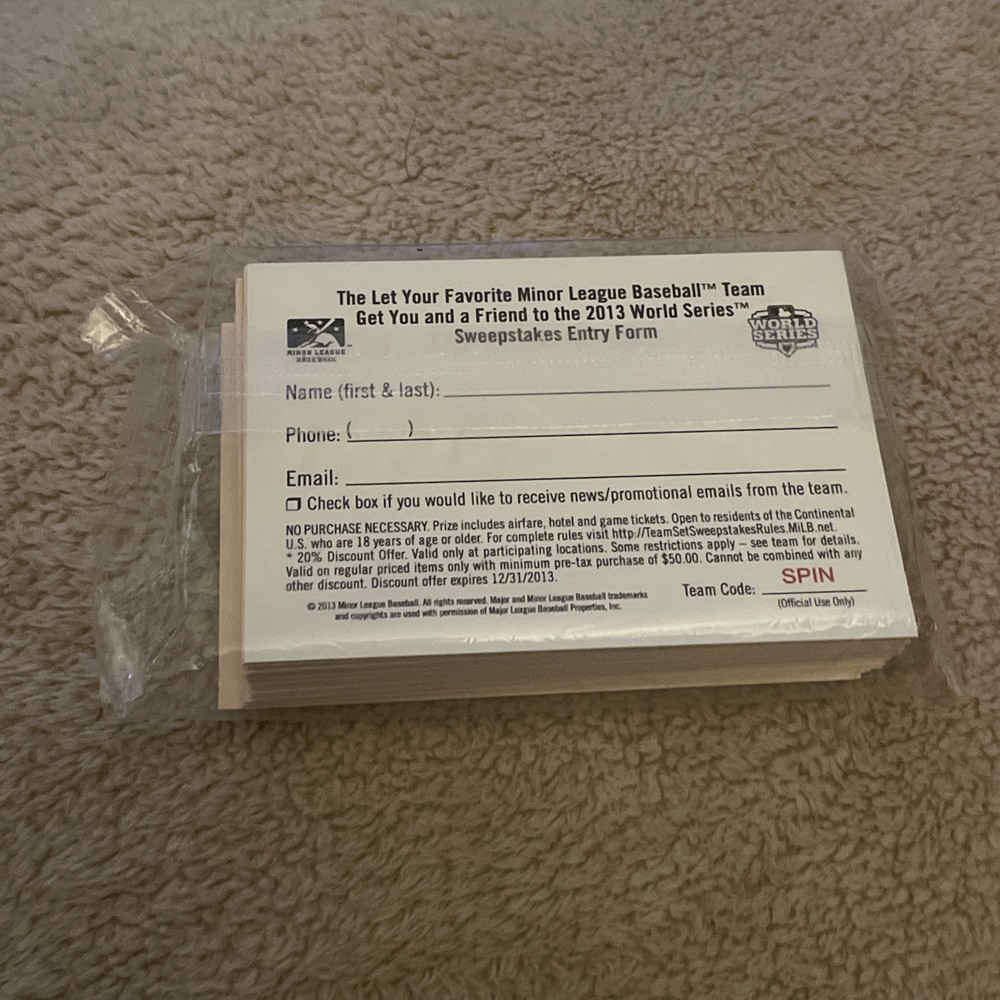 The Let Your Favorite Minor League Baseball™ Team
Get You and a Friend to the 2013 World Series™
Sweepstakes Entry Form
MINOR LEAGUE
BASEBALL
WORLD
SERIES
Name (first & last):
Phone: ( )
Email:
Check box if you would like to receive news/promotional emails from the team.
NO PURCHASE NECESSARY. Prize includes airfare, hotel and game tickets. Open to residents of the Continental
U.S. who are 18 years of age or older. For complete rules visit http://TeamSetSweepstakesRules.MiLB.net.
* 20% Discount Offer. Valid only at participating locations. Some restrictions apply – see team for details.
Valid on regular priced items only with minimum pre-tax purchase of $50.00. Cannot be combined with any
other discount. Discount offer expires 12/31/2013.
Team Code: SPIN
(Official Use Only)
© 2013 Minor League Baseball. All rights reserved. Major and Minor League Baseball trademarks
and copyrights are used with permission of Major League Baseball Properties, Inc.